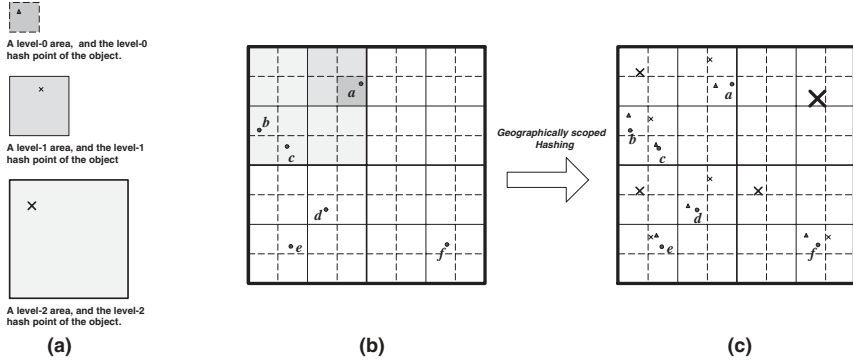 A level-0 area, and the level-0
hash point of the object.
A level-1 area, and the level-1
hash point of the object
A level-2 area, and the level-2
hash point of the object.
(a)
a
b
c
d
e
f
(b)
Geographically scoped
Hashing
a
b
c
d
e
f
(c)